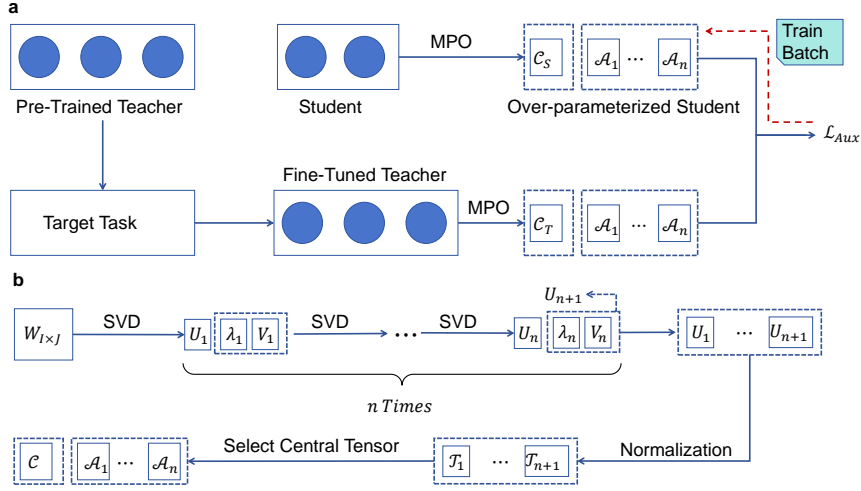 a
Pre-Trained Teacher
Student
MPO
𝒞_S
𝒜_1 ⋯ 𝒜_n
Over-parameterized Student
Train
Batch
ℒ_Aux
Target Task
Fine-Tuned Teacher
MPO
𝒞_T
𝒜_1 ⋯ 𝒜_n
b
W_{I×J}
SVD
U_1 λ_1 V_1
SVD
⋯
SVD
U_n λ_n V_n
U_{n+1}
U_1 ⋯ U_{n+1}
n Times
𝒞
𝒜_1 ⋯ 𝒜_n
Select Central Tensor
𝒯_1 ⋯ 𝒯_{n+1}
Normalization